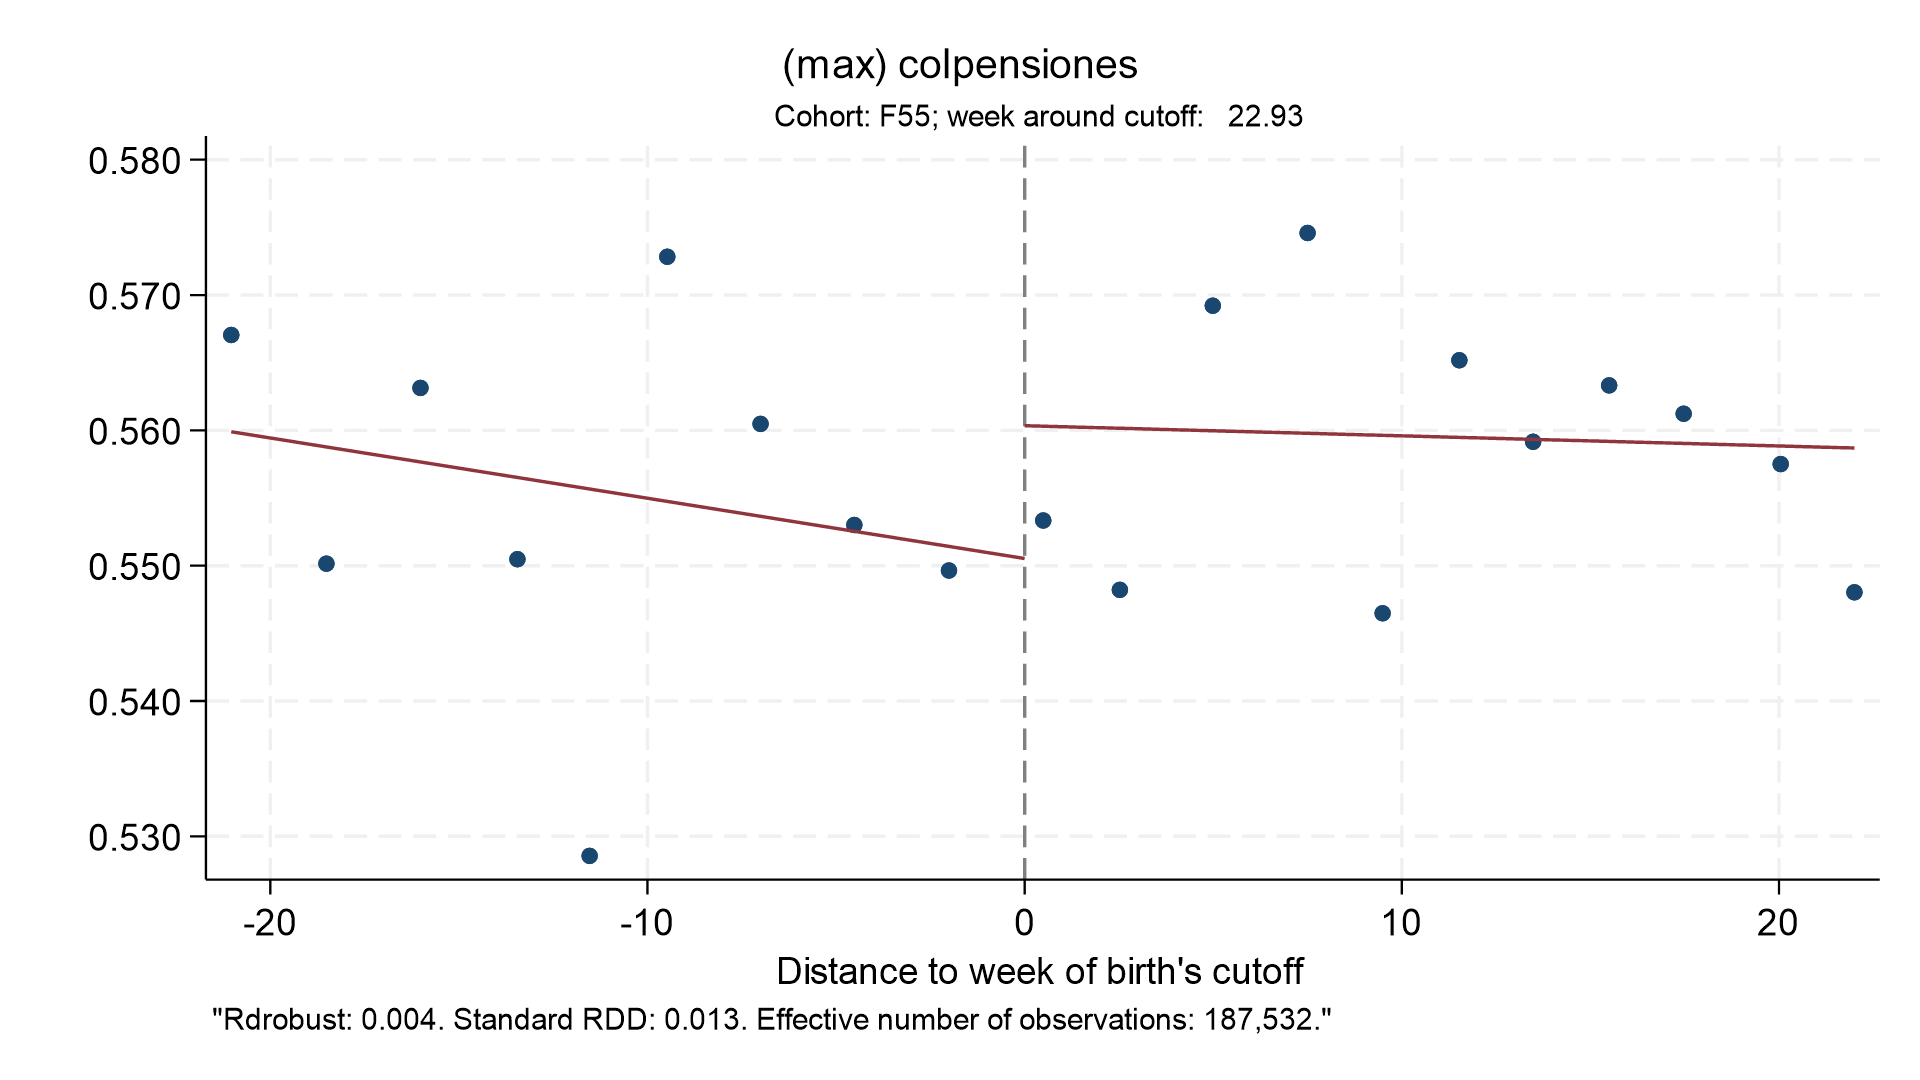 (max) colpensiones
Cohort: F55; week around cutoff: 22.93
0.580
0.570
0.560
0.550
0.540
0.530
-20 -10 0 10 20
Distance to week of birth's cutoff
"Rdrobust: 0.004. Standard RDD: 0.013. Effective number of observations: 187,532."